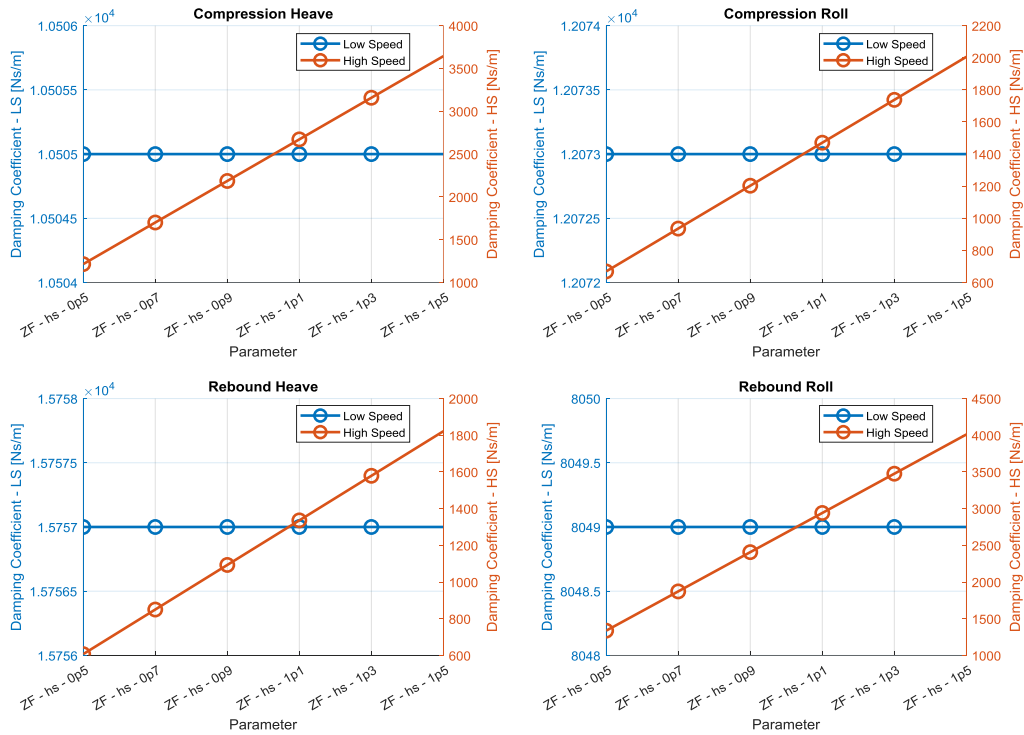 Compression Heave
×10⁴
1.0506
1.05055
1.0505
1.05045
1.0504
Damping Coefficient - LS [Ns/m]
4000
3500
3000
2500
2000
1500
1000
Damping Coefficient - HS [Ns/m]
Low Speed
High Speed
ZF - hs - 0p5
ZF - hs - 0p7
ZF - hs - 0p9
ZF - hs - 1p1
ZF - hs - 1p3
ZF - hs - 1p5
Parameter
Compression Roll
×10⁴
1.2074
1.20735
1.2073
1.20725
1.2072
Damping Coefficient - LS [Ns/m]
2200
2000
1800
1600
1400
1200
1000
800
600
Damping Coefficient - HS [Ns/m]
Low Speed
High Speed
ZF - hs - 0p5
ZF - hs - 0p7
ZF - hs - 0p9
ZF - hs - 1p1
ZF - hs - 1p3
ZF - hs - 1p5
Parameter
Rebound Heave
×10⁴
1.5758
1.57575
1.5757
1.57565
1.5756
Damping Coefficient - LS [Ns/m]
2000
1800
1600
1400
1200
1000
800
600
Damping Coefficient - HS [Ns/m]
Low Speed
High Speed
ZF - hs - 0p5
ZF - hs - 0p7
ZF - hs - 0p9
ZF - hs - 1p1
ZF - hs - 1p3
ZF - hs - 1p5
Parameter
Rebound Roll
8050
8049.5
8049
8048.5
8048
Damping Coefficient - LS [Ns/m]
4500
4000
3500
3000
2500
2000
1500
1000
Damping Coefficient - HS [Ns/m]
Low Speed
High Speed
ZF - hs - 0p5
ZF - hs - 0p7
ZF - hs - 0p9
ZF - hs - 1p1
ZF - hs - 1p3
ZF - hs - 1p5
Parameter